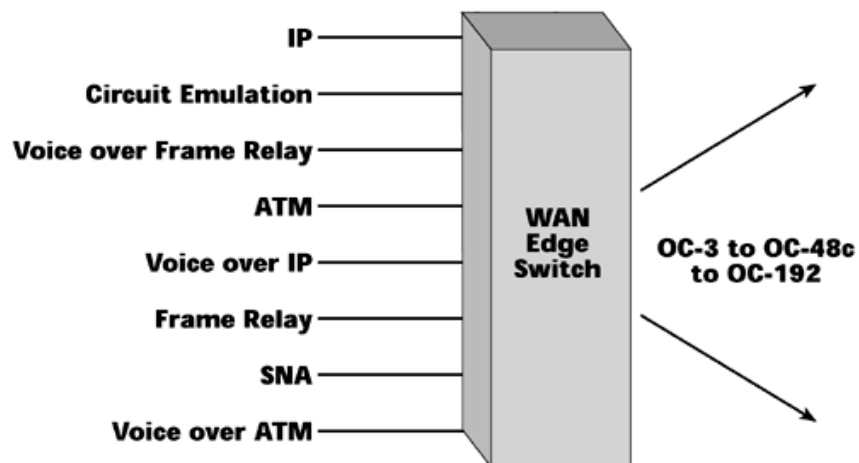 IP
Circuit Emulation
Voice over Frame Relay
ATM
Voice over IP
Frame Relay
SNA
Voice over ATM
WAN
Edge
Switch
OC-3 to OC-48c
to OC-192